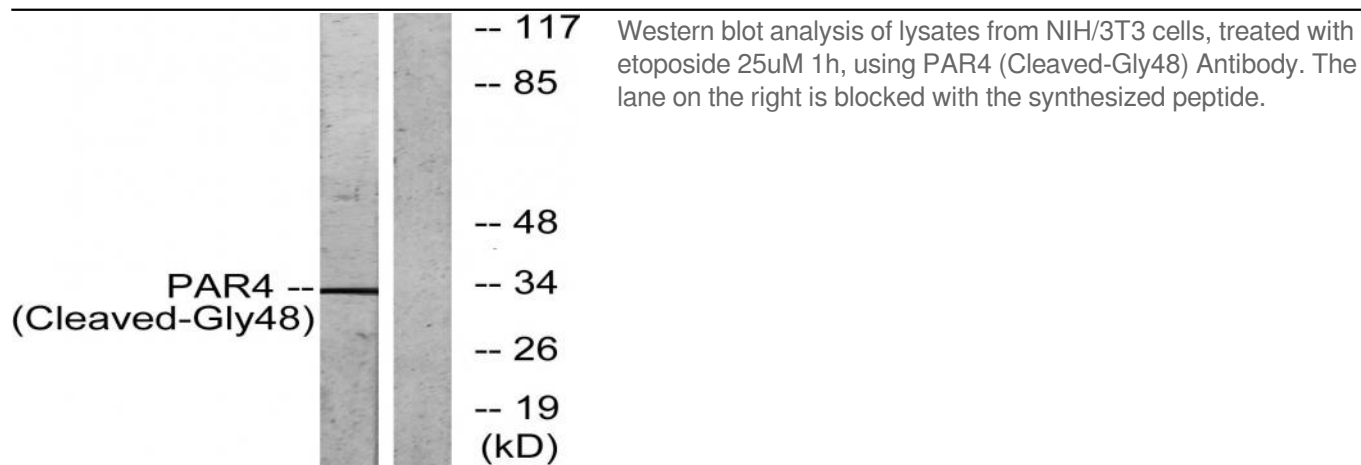 -- 117
-- 85
-- 48
-- 34
-- 26
-- 19
(kD)
PAR4 --
(Cleaved-Gly48)
Western blot analysis of lysates from NIH/3T3 cells, treated with
etoposide 25uM 1h, using PAR4 (Cleaved-Gly48) Antibody. The
lane on the right is blocked with the synthesized peptide.